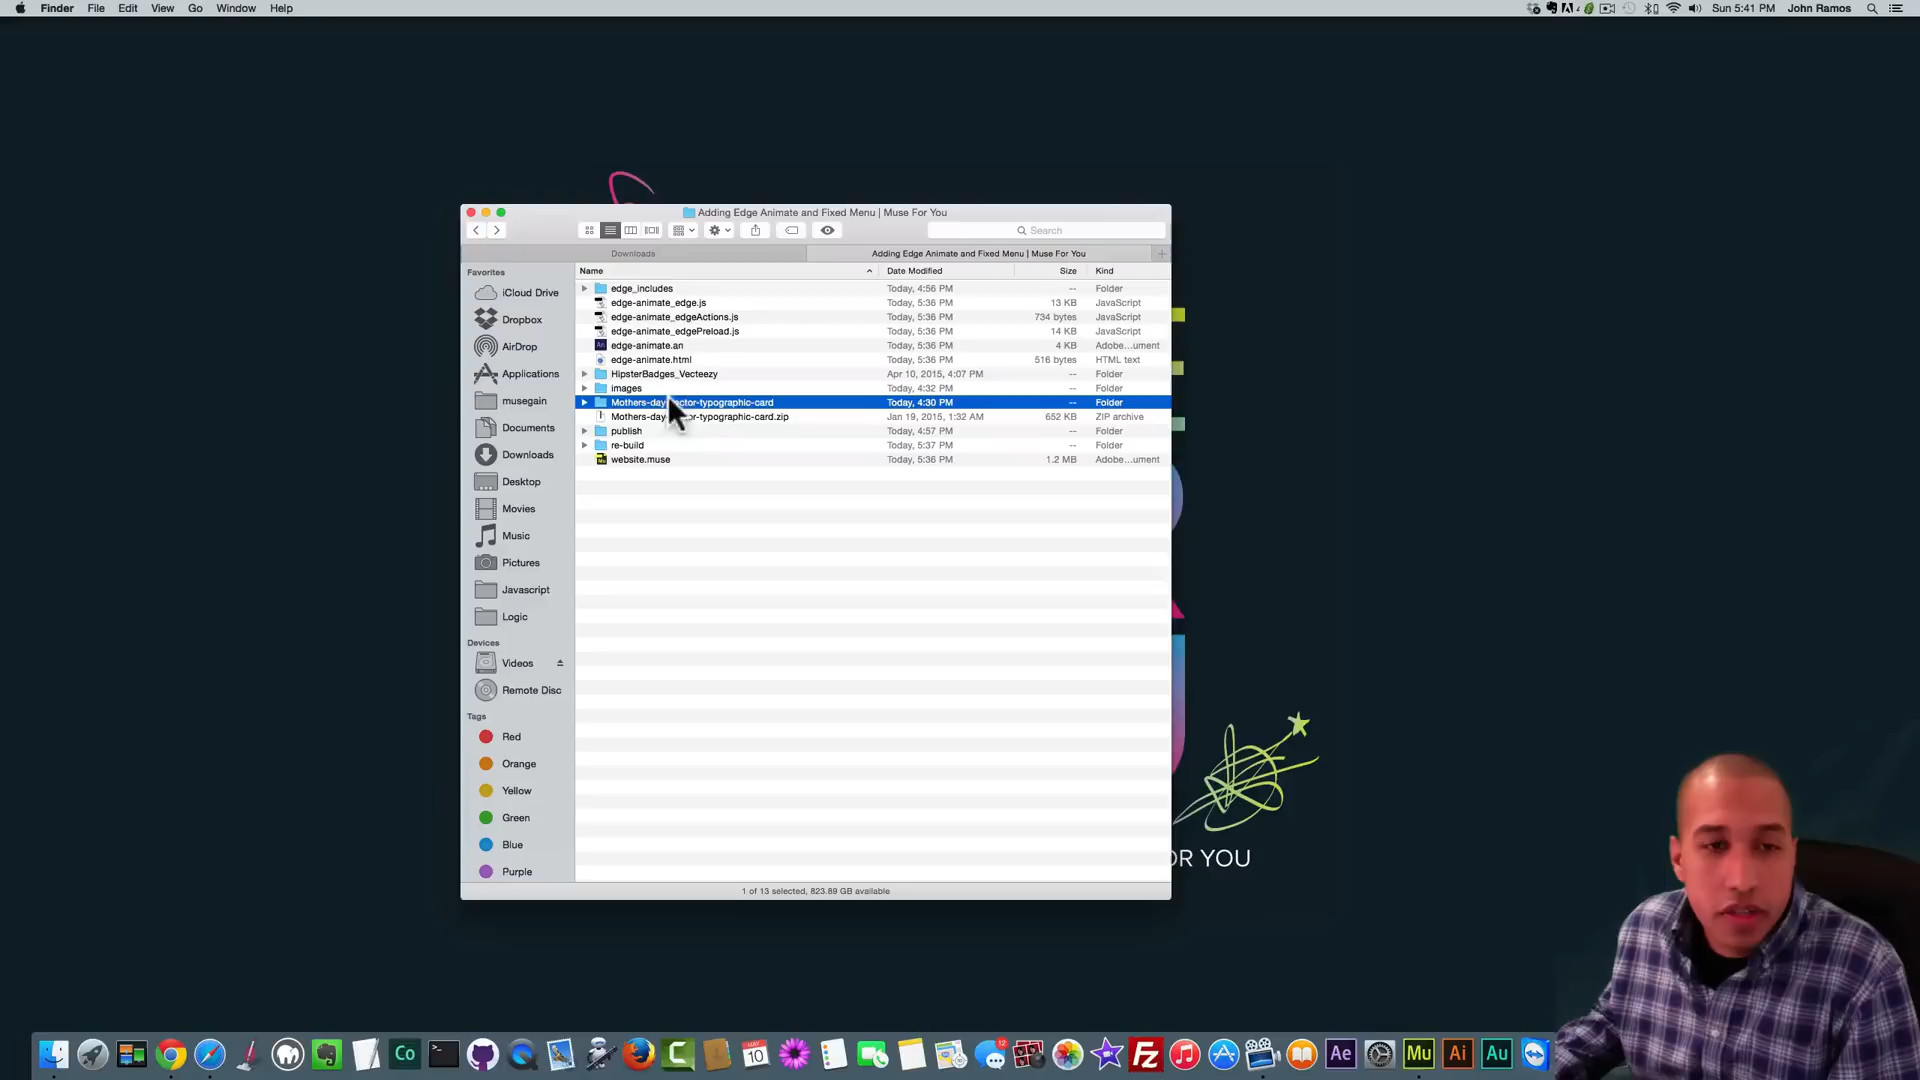 Finder File Edit View Go Window Help Sun 5:41 PM John Ramos
Adding Edge Animate and Fixed Menu | Muse For You
Search
Downloads Adding Edge Animate and Fixed Menu | Muse For You
Name Date Modified Size Kind
edge_includes Today, 4:56 PM -- Folder
edge-animate_edge.js Today, 5:36 PM 13 KB JavaScript
edge-animate_edgeActions.js Today, 5:36 PM 734 bytes JavaScript
edge-animate_edgePreload.js Today, 5:36 PM 14 KB JavaScript
edge-animate.an Today, 5:36 PM 4 KB Adobe...ument
edge-animate.html Today, 5:36 PM 516 bytes HTML text
HipsterBadges_Vecteezy Apr 10, 2015, 4:07 PM -- Folder
images Today, 4:32 PM -- Folder
Mothers-day ctor-typographic-card Today, 4:30 PM -- Folder
Mothers-day or-typographic-card.zip Jan 19, 2015, 1:32 AM 652 KB ZIP archive
publish Today, 4:57 PM -- Folder
re-build Today, 5:37 PM -- Folder
website.muse Today, 5:36 PM 1.2 MB Adobe...ument
Favorites
iCloud Drive
Dropbox
AirDrop
Applications
musegain
Documents
Downloads
Desktop
Movies
Music
Pictures
Javascript
Logic
Devices
Videos
Remote Disc
Tags
Red
Orange
Yellow
Green
Blue
Purple
1 of 13 selected, 823.89 GB available
OR YOU
Co MAY 10 12 Fz Ae Mu Ai Au